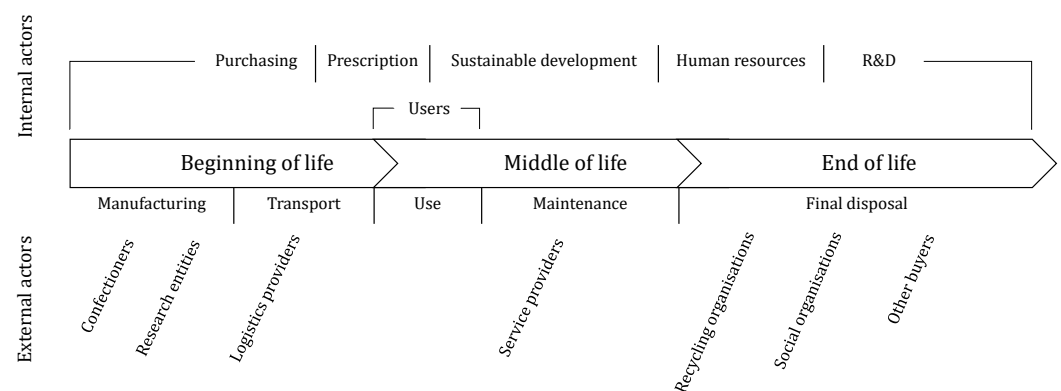 Internal actors
Purchasing Prescription Sustainable development Human resources R&D
Users
Beginning of life Middle of life End of life
Manufacturing Transport Use Maintenance Final disposal
External actors
Confectioners
Research entities
Logistics providers
Service providers
Recycling organisations
Social organisations
Other buyers